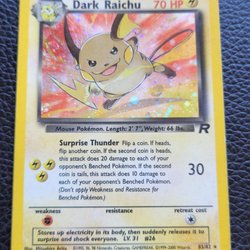 Dark Raichu 70 HP
Mouse Pokémon. Length: 2' 7", Weight: 66 lbs.
Surprise Thunder Flip a coin. If heads,
flip another coin. If the second coin is heads,
this attack does 20 damage to each of your
opponent's Benched Pokémon. If the second
coin is tails, this attack does 10 damage to
each of your opponent's Benched Pokémon.
(Don't apply Weakness and Resistance for
Benched Pokémon.)
30
R
weakness resistance retreat cost
Stores up electricity in its body, then suddenly releases it
to surprise and shock everyone. LV. 31 #26
83/82